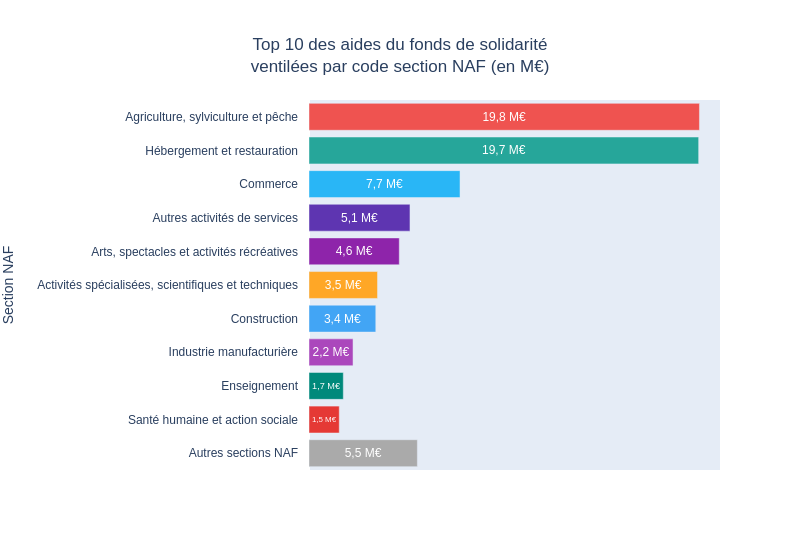 Top 10 des aides du fonds de solidarité
ventilées par code section NAF (en M€)
Section NAF
Agriculture, sylviculture et pêche 19,8 M€
Hébergement et restauration 19,7 M€
Commerce 7,7 M€
Autres activités de services 5,1 M€
Arts, spectacles et activités récréatives 4,6 M€
Activités spécialisées, scientifiques et techniques 3,5 M€
Construction 3,4 M€
Industrie manufacturière 2,2 M€
Enseignement 1,7 M€
Santé humaine et action sociale 1,5 M€
Autres sections NAF 5,5 M€